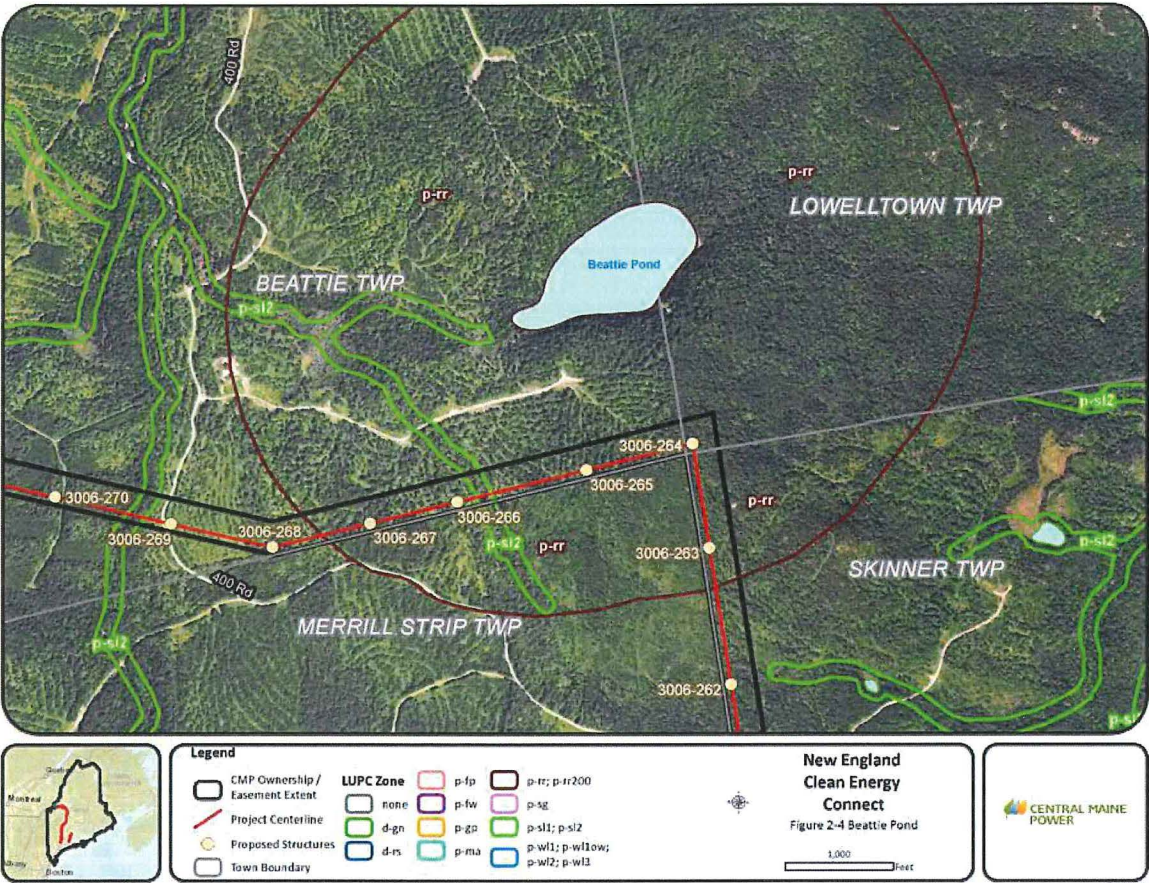 400 Rd
p-rr
p-rr
LOWELLTOWN TWP
Beattie Pond
BEATTIE TWP
p-sl2
p-sl2
3006-264
3006-265
3006-270
3006-266
p-rr
3006-268
3006-269
3006-267
p-sl2
p-rr
3006-263
p-sl2
SKINNER TWP
400 Rd
MERRILL STRIP TWP
p-sl2
3006-262
Legend
CMP Ownership /
Easement Extent
Project Centerline
Proposed Structures
Town Boundary
LUPC Zone
none
d-gn
d-rs
p-fp
p-fw
p-gp
p-ma
p-rr; p-rr200
p-sg
p-sl1; p-sl2
p-wl1; p-wl1ow;
p-wl2; p-wl3
New England
Clean Energy
Connect
Figure 2-4 Beattie Pond
1,000
Feet
CENTRAL MAINE
POWER
Montreal
Boston